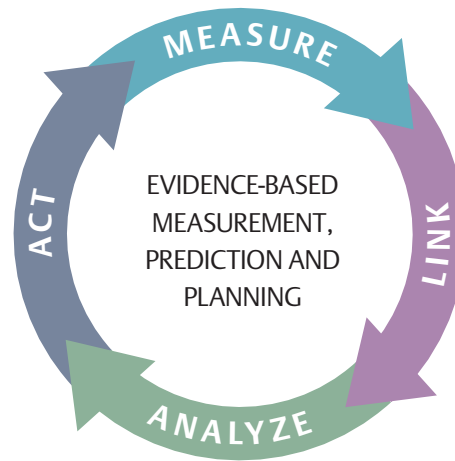 MEASURE
LINK
ANALYZE
ACT
EVIDENCE-BASED
MEASUREMENT,
PREDICTION AND
PLANNING